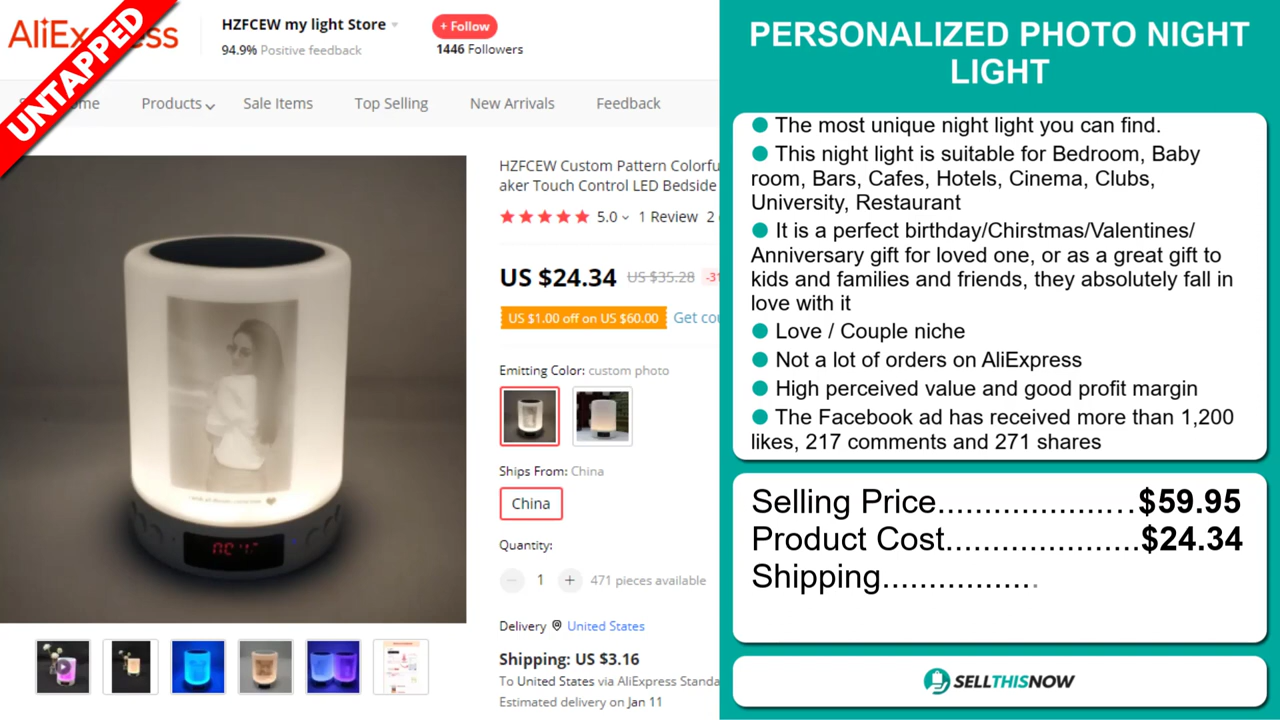 AliExpress
UNTAPPED
HZFCEW my light Store
+ Follow
94.9% Positive feedback
1446 Followers
Products
Sale Items
Top Selling
New Arrivals
Feedback
HZFCEW Custom Pattern Colorfu
aker Touch Control LED Bedside
5.0
1 Review
2
US $24.34
US $35.28
US $1.00 off on US $60.00
Get cou
Emitting Color: custom photo
Ships From: China
China
Quantity:
1
471 pieces available
Delivery
United States
Shipping: US $3.16
To United States via AliExpress Standa
Estimated delivery on Jan 11
PERSONALIZED PHOTO NIGHT
LIGHT
The most unique night light you can find.
This night light is suitable for Bedroom, Baby
room, Bars, Cafes, Hotels, Cinema, Clubs,
University, Restaurant
It is a perfect birthday/Chirstmas/Valentines/
Anniversary gift for loved one, or as a great gift to
kids and families and friends, they absolutely fall in
love with it
Love / Couple niche
Not a lot of orders on AliExpress
High perceived value and good profit margin
The Facebook ad has received more than 1,200
likes, 217 comments and 271 shares
Selling Price.....................$59.95
Product Cost......................$24.34
Shipping.................
SELLTHISNOW